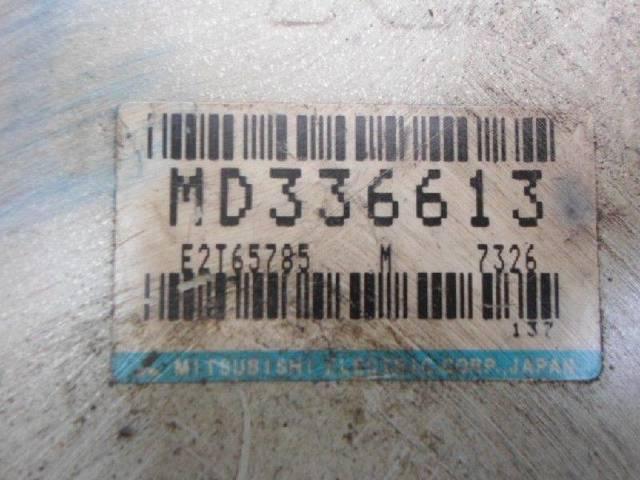 MD336613
E2T65785 M 7326
137
MITSUBISHI ELECTRIC CORP. JAPAN